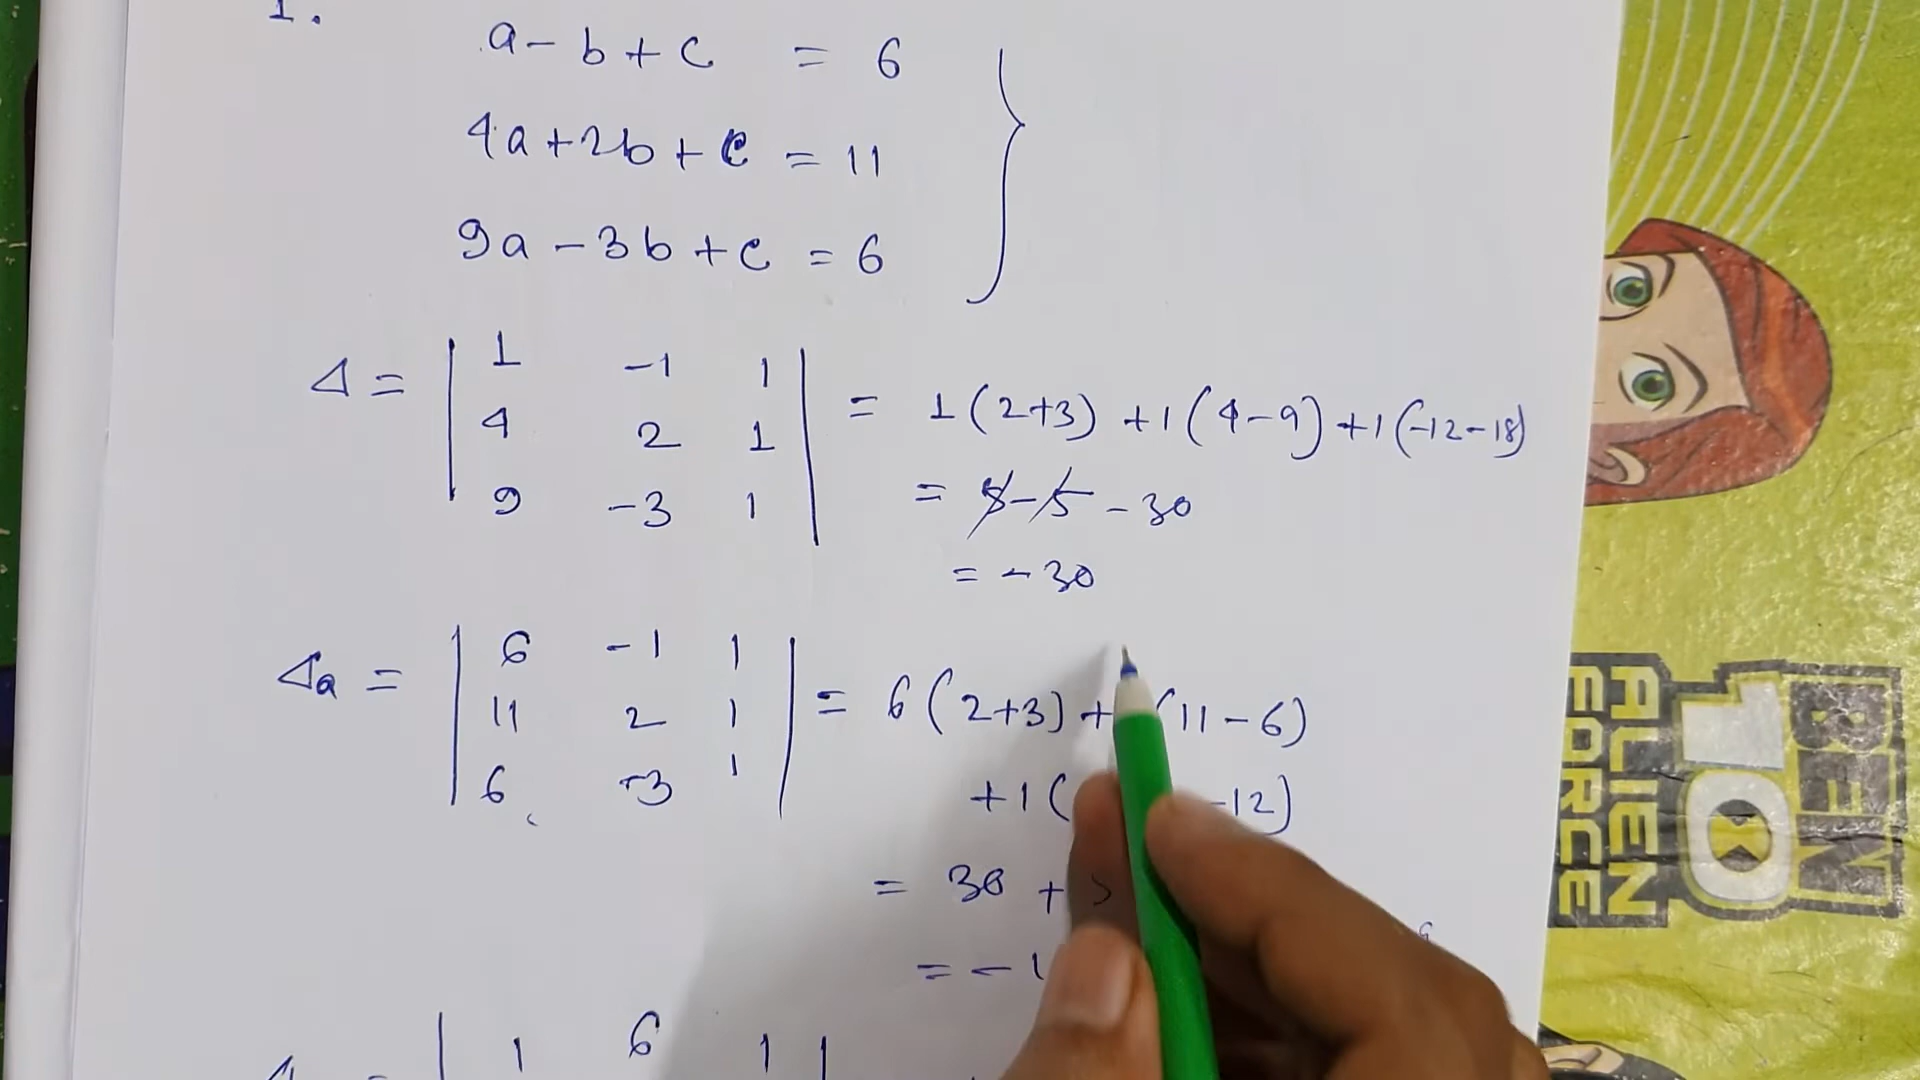 1.
a - b + c = 6
4a + 2b + c = 11
9a - 3b + c = 6
Δ = | 1 -1 1 | = 1(2+3) +1(4-9) +1(-12-18)
| 4 2 1 | = 5-5 -30
| 9 -3 1 |
= -30
Δa = | 6 -1 1 | = 6(2+3) + (11-6)
| 11 2 1 |
| 6 -3 1 | +1( -12)
= 30 +
= -1
| 1 6 1 |
BEN
10
ALIEN
FORCE